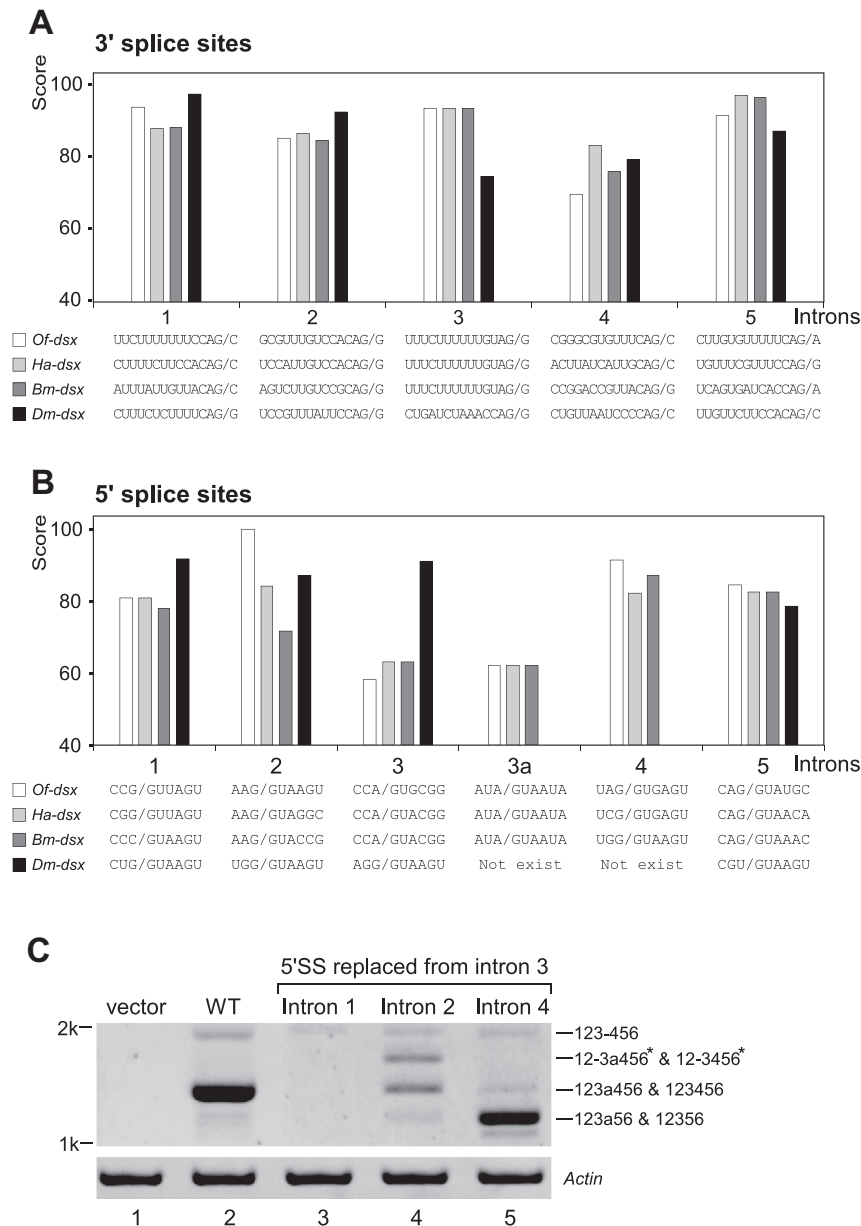 A
3' splice sites
Score
100
80
60
40
1 2 3 4 5 Introns
Of-dsx UUCUUUUUUUCCAG/C GCGUUUGUCCACAG/G UUUCUUUUUUGUAG/G CGGGCGUGUUUCAG/C CUUGUGUUUUUCAG/A
Ha-dsx CUUUUCUUCCACAG/C UCCAUUGUCCACAG/G UUUCUUUUUUGUAG/G ACUUAUCAUUGCAG/C UGUUUCGUUUCCAG/G
Bm-dsx AUUUAUUGUUACAG/C AGUCUUGUCCGCAG/G UUUCUUUUUUGUAG/G CCGGACCGUUACAG/G UCAGUGAUCACCAG/A
Dm-dsx CUUUCUCUUUUCAG/G UCCGUUUAUUCCAG/G CUGAUCUAAACCAG/G CUGUUAAUCCCCAG/C UUGUUCUUCCACAG/C
B
5' splice sites
Score
100
80
60
40
1 2 3 3a 4 5 Introns
Of-dsx CCG/GUUAGU AAG/GUAAGU CCA/GUGCGG AUA/GUAAUA UAG/GUGAGU CAG/GUAUGC
Ha-dsx CGG/GUUAGU AAG/GUAGGC CCA/GUACGG AUA/GUAAUA UCG/GUGAGU CAG/GUAACA
Bm-dsx CCC/GUAAGU AAG/GUACCG CCA/GUACGG AUA/GUAAUA UGG/GUAAGU CAG/GUAAAC
Dm-dsx CUG/GUAAGU UGG/GUAAGU AGG/GUAAGU Not exist Not exist CGU/GUAAGU
C
5'SS replaced from intron 3
vector WT Intron 1 Intron 2 Intron 4
2k
123-456
12-3a456* & 12-3456*
123a456 & 123456
123a56 & 12356
1k
Actin
1 2 3 4 5